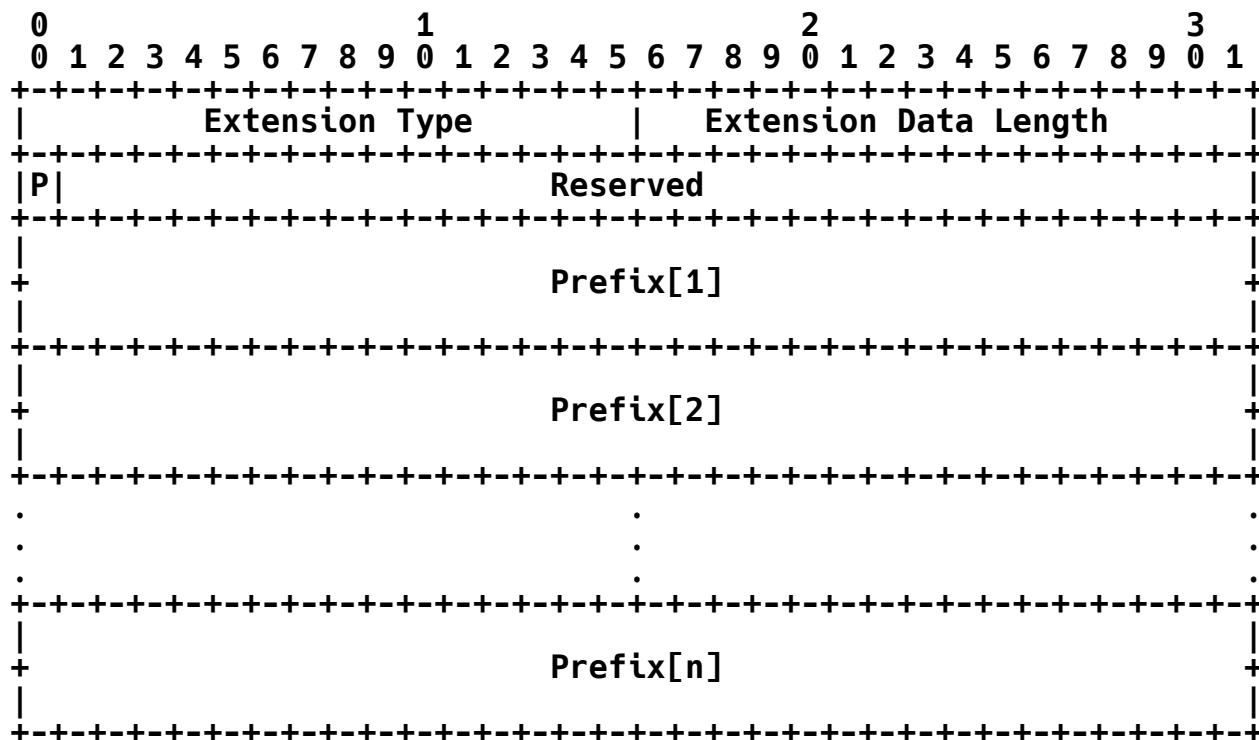 0                   1                   2                   3
 0 1 2 3 4 5 6 7 8 9 0 1 2 3 4 5 6 7 8 9 0 1 2 3 4 5 6 7 8 9 0 1
+-+-+-+-+-+-+-+-+-+-+-+-+-+-+-+-+-+-+-+-+-+-+-+-+-+-+-+-+-+-+-+-+
|         Extension Type        |   Extension Data Length       |
+-+-+-+-+-+-+-+-+-+-+-+-+-+-+-+-+-+-+-+-+-+-+-+-+-+-+-+-+-+-+-+-+
|P|                         Reserved                            |
+-+-+-+-+-+-+-+-+-+-+-+-+-+-+-+-+-+-+-+-+-+-+-+-+-+-+-+-+-+-+-+-+
|                                                               |
+                           Prefix[1]                           +
|                                                               |
+-+-+-+-+-+-+-+-+-+-+-+-+-+-+-+-+-+-+-+-+-+-+-+-+-+-+-+-+-+-+-+-+
|                                                               |
+                           Prefix[2]                           +
|                                                               |
+-+-+-+-+-+-+-+-+-+-+-+-+-+-+-+-+-+-+-+-+-+-+-+-+-+-+-+-+-+-+-+-+
.                               .                               .
.                               .                               .
.                               .                               .
+-+-+-+-+-+-+-+-+-+-+-+-+-+-+-+-+-+-+-+-+-+-+-+-+-+-+-+-+-+-+-+-+
|                                                               |
+                           Prefix[n]                           +
|                                                               |
+-+-+-+-+-+-+-+-+-+-+-+-+-+-+-+-+-+-+-+-+-+-+-+-+-+-+-+-+-+-+-+-+